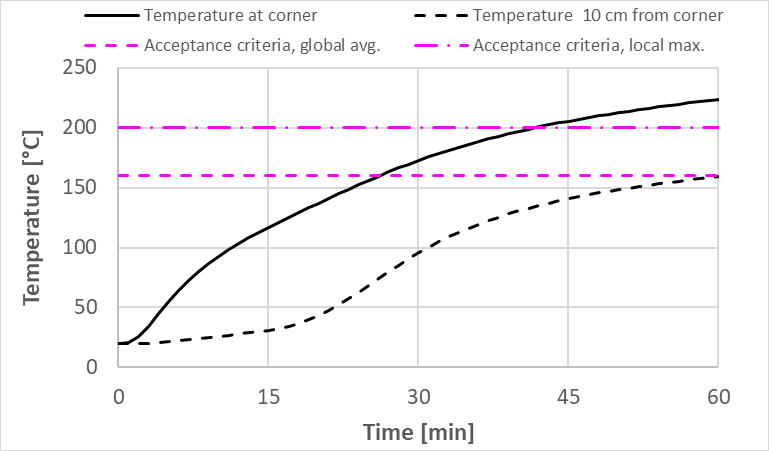 Temperature at corner
Temperature  10 cm from corner
Acceptance criteria, global avg.
Acceptance criteria, local max.
250
200
150
100
50
0
Temperature [°C]
0 15 30 45 60
Time [min]